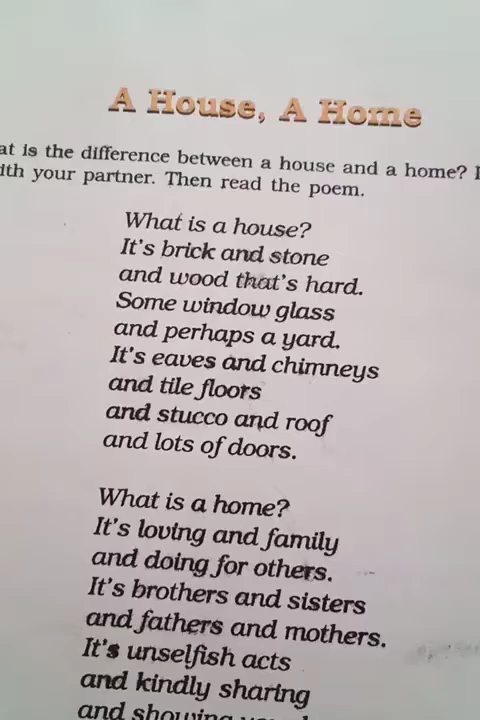 A House, A Home
is the difference between a house and a home?
with your partner. Then read the poem.
What is a house?
It's brick and stone
and wood that's hard.
Some window glass
and perhaps a yard.
It's eaves and chimneys
and tile floors
and stucco and roof
and lots of doors.
What is a home?
It's loving and family
and doing for others.
It's brothers and sisters
and fathers and mothers.
It's unselfish acts
and kindly sharing
and showing